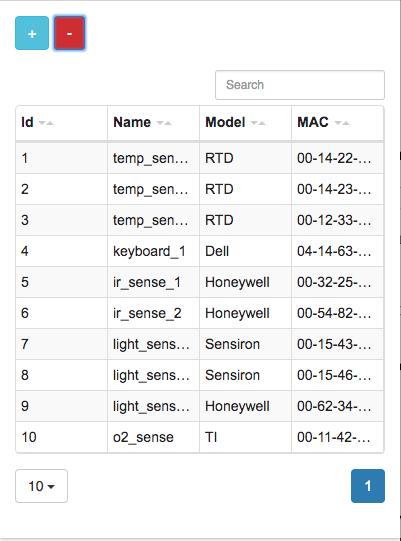 + -
Search
Id Name Model MAC
1 temp_sen… RTD 00-14-22-…
2 temp_sen… RTD 00-14-23-…
3 temp_sen… RTD 00-12-33-…
4 keyboard_1 Dell 04-14-63-…
5 ir_sense_1 Honeywell 00-32-25-…
6 ir_sense_2 Honeywell 00-54-82-…
7 light_sens… Sensiron 00-15-43-…
8 light_sens… Sensiron 00-15-46-…
9 light_sens… Honeywell 00-62-34-…
10 o2_sense TI 00-11-42-…
10 1